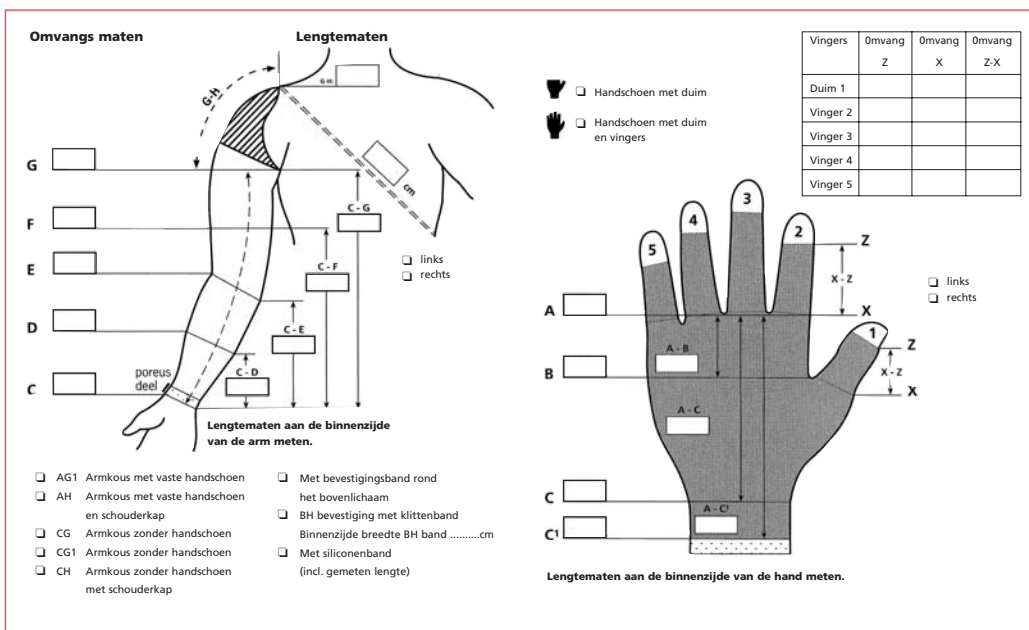 Omvangs maten
Lengtematen
G-H:
G-H
cm
G
F
E
D
C
C - G
C - F
C - E
C - D
poreus
deel
links
rechts
Lengtematen aan de binnenzijde
van de arm meten.
AG1 Armkous met vaste handschoen
AH Armkous met vaste handschoen
en schouderkap
CG Armkous zonder handschoen
CG1 Armkous zonder handschoen
CH Armkous zonder handschoen
met schouderkap
Met bevestigingsband rond
het bovenlichaam
BH bevestiging met klittenband
Binnenzijde breedte BH band ..........cm
Met siliconenband
(incl. gemeten lengte)
Handschoen met duim
Handschoen met duim
en vingers
Vingers 0mvang 0mvang 0mvang
Z X Z-X
Duim 1
Vinger 2
Vinger 3
Vinger 4
Vinger 5
5
4
3
2
1
Z
X - Z
X
Z
X - Z
X
links
rechts
A
B
C
C¹
A - B
A - C
A - C¹
Lengtematen aan de binnenzijde van de hand meten.